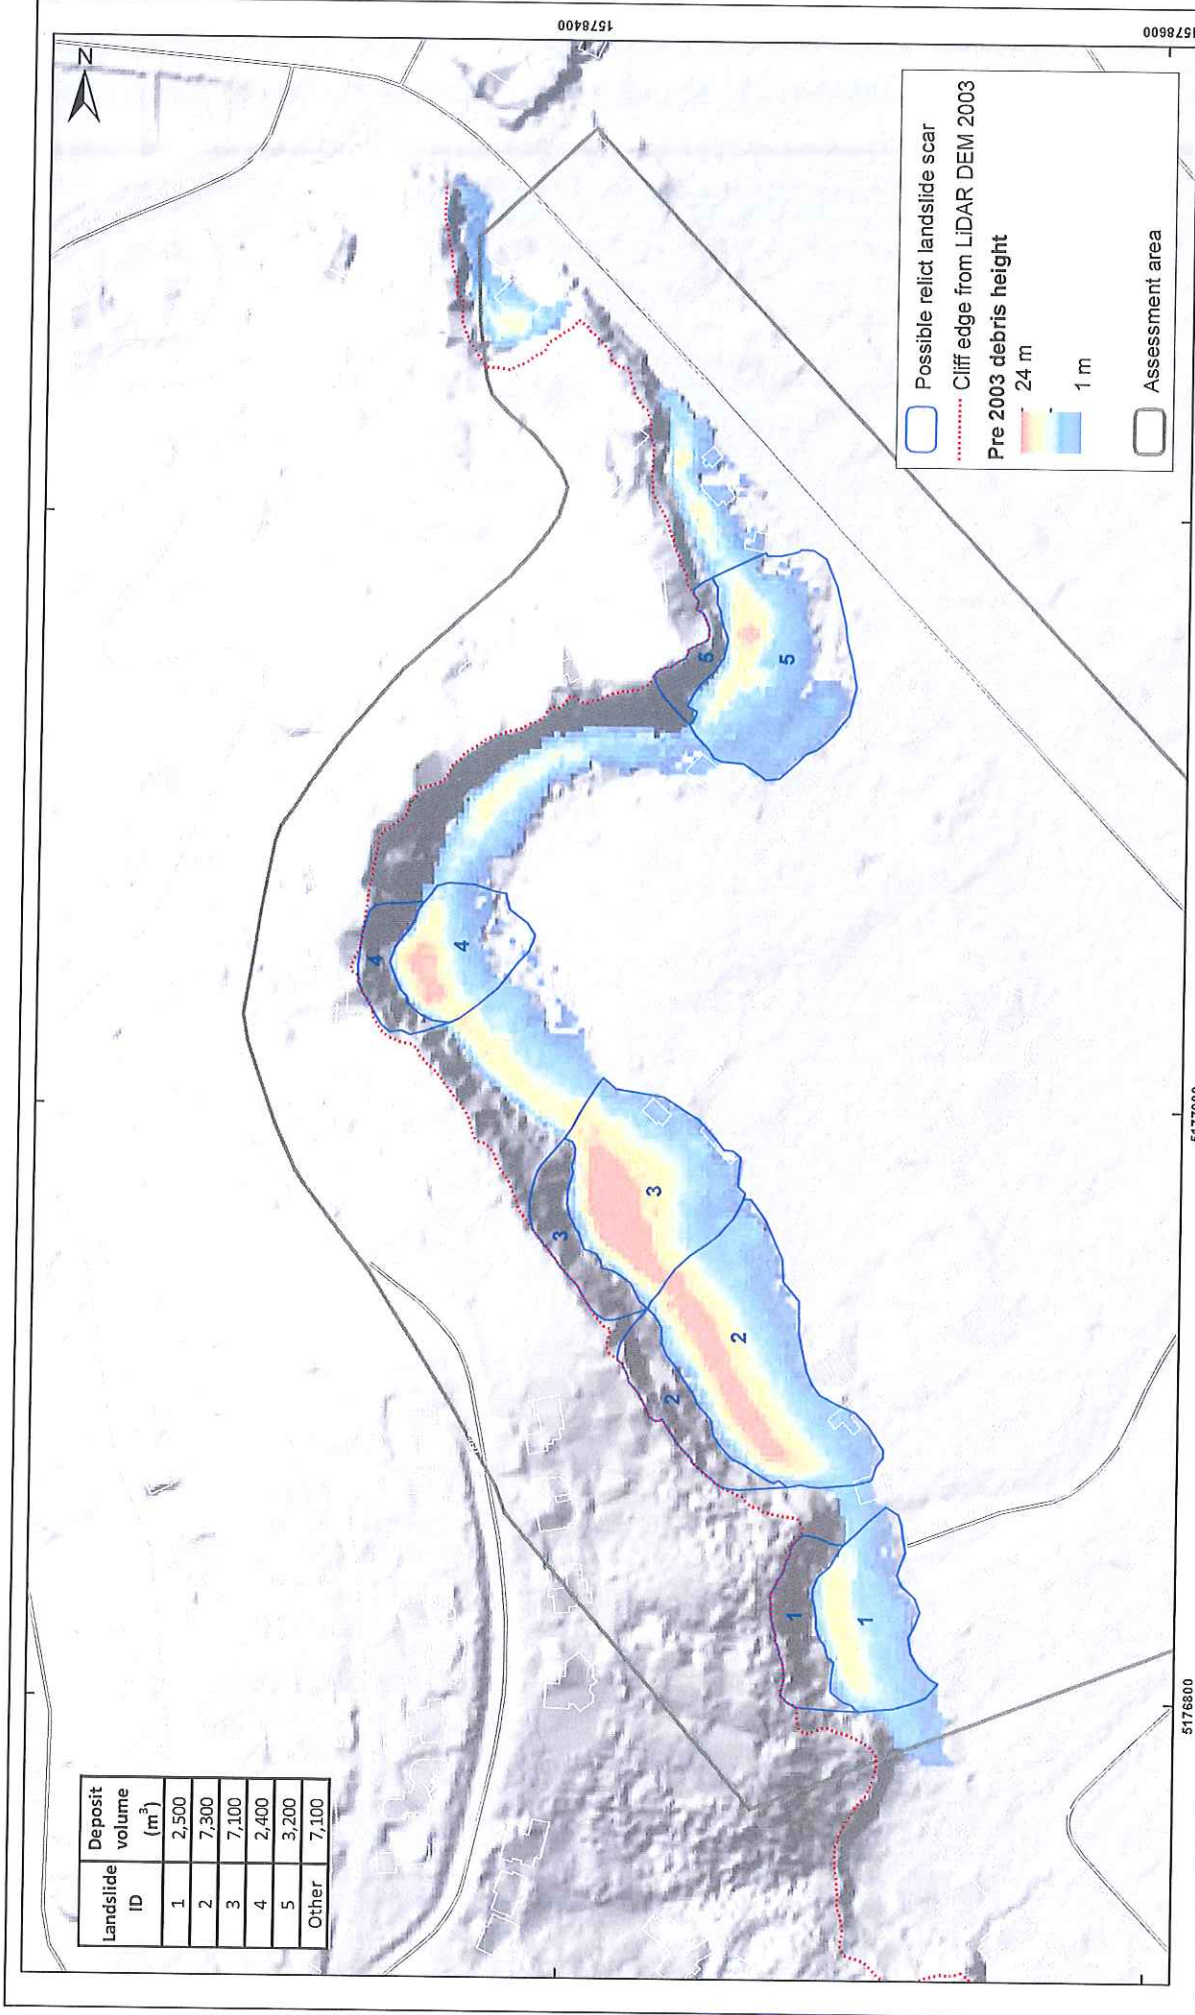 N
1578400
1578600
Landslide ID | Deposit volume (m³)
1 | 2,500
2 | 7,300
3 | 7,100
4 | 2,400
5 | 3,200
Other | 7,100
1
1
2
2
3
3
4
4
5
5
Possible relict landslide scar
Cliff edge from LiDAR DEM 2003
Pre 2003 debris height
24 m
1 m
Assessment area
5176800